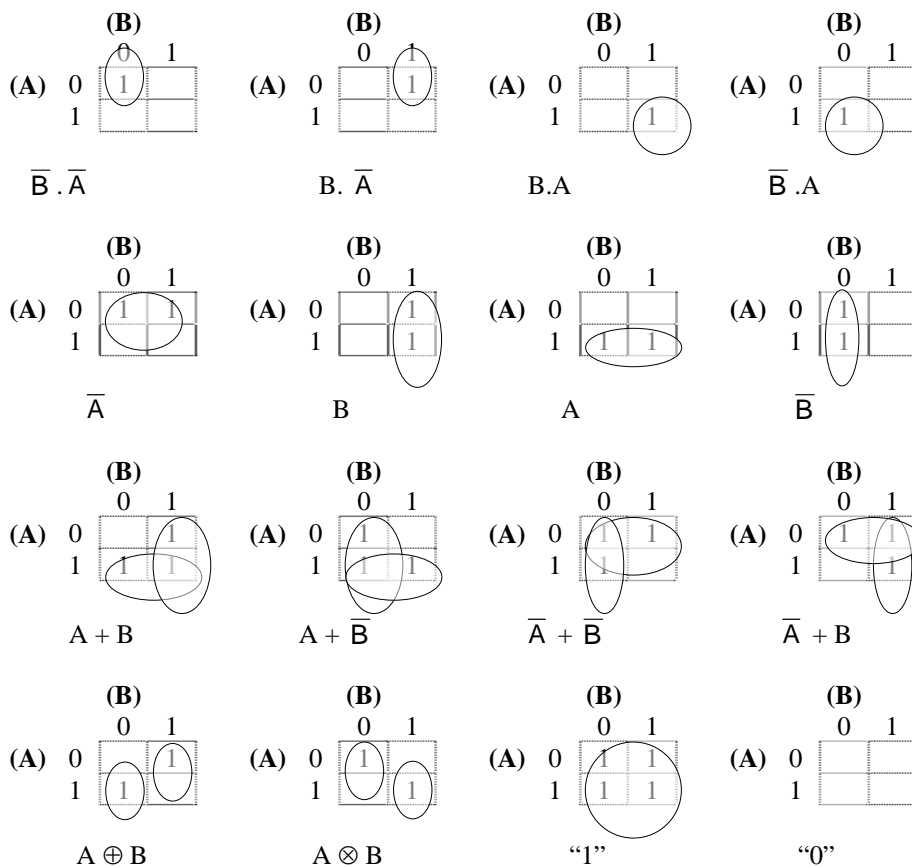 (B) (B) (B) (B)
0 1 0 1 0 1 0 1
(A) 0 1 (A) 0 1 (A) 0 (A) 0
1 1 1 1 1 1
B̅ . A̅ B. A̅ B.A B̅ .A
(B) (B) (B) (B)
0 1 0 1 0 1 0 1
(A) 0 1 1 (A) 0 1 (A) 0 (A) 0 1
1 1 1 1 1 1 1 1
A̅ B A B̅
(B) (B) (B) (B)
0 1 0 1 0 1 0 1
(A) 0 1 (A) 0 1 (A) 0 1 1 (A) 0 1 1
1 1 1 1 1 1 1 1 1 1
A + B A + B̅ A̅ + B̅ A̅ + B
(B) (B) (B) (B)
0 1 0 1 0 1 0 1
(A) 0 1 (A) 0 1 (A) 0 1 1 (A) 0
1 1 1 1 1 1 1 1
A ⊕ B A ⊗ B “1” “0”